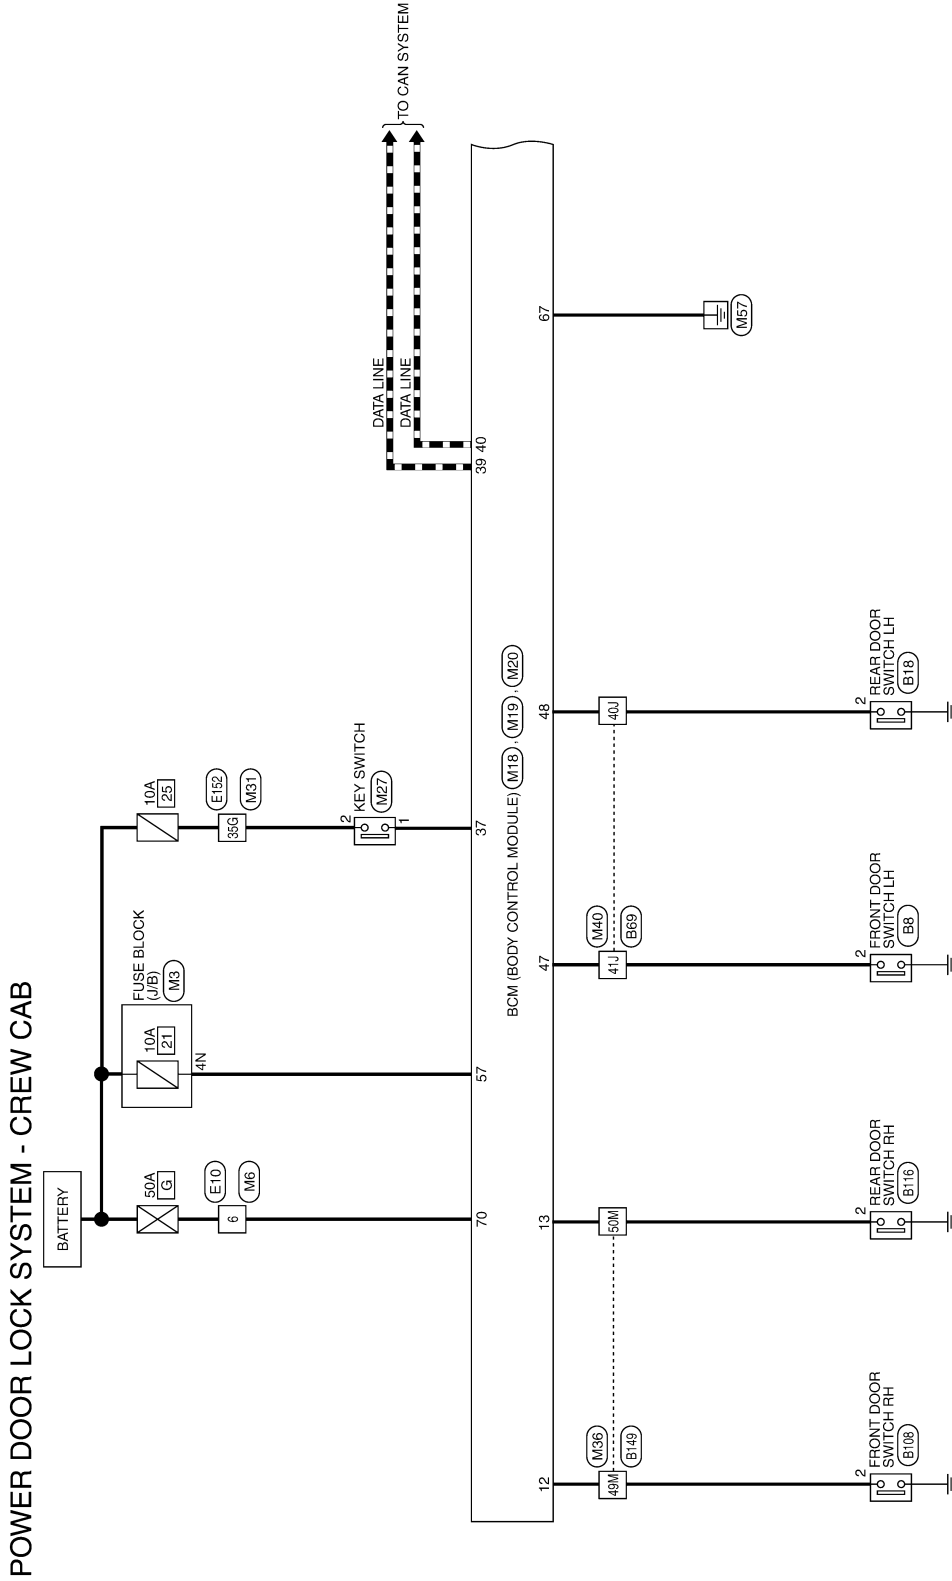 POWER DOOR LOCK SYSTEM - CREW CAB
BATTERY
50A
G
E10
6
M6
FUSE BLOCK
(J/B)
M3
10A
21
4N
10A
25
E152
35G
M31
KEY SWITCH
M27
2
1
DATA LINE
DATA LINE
TO CAN SYSTEM
70
57
37
39
40
BCM (BODY CONTROL MODULE) M18 , M19 , M20
12
13
47
48
67
M36
49M
B149
50M
M40
41J
B69
40J
M57
2
FRONT DOOR
SWITCH RH
B108
2
REAR DOOR
SWITCH RH
B116
2
FRONT DOOR
SWITCH LH
B8
2
REAR DOOR
SWITCH LH
B18